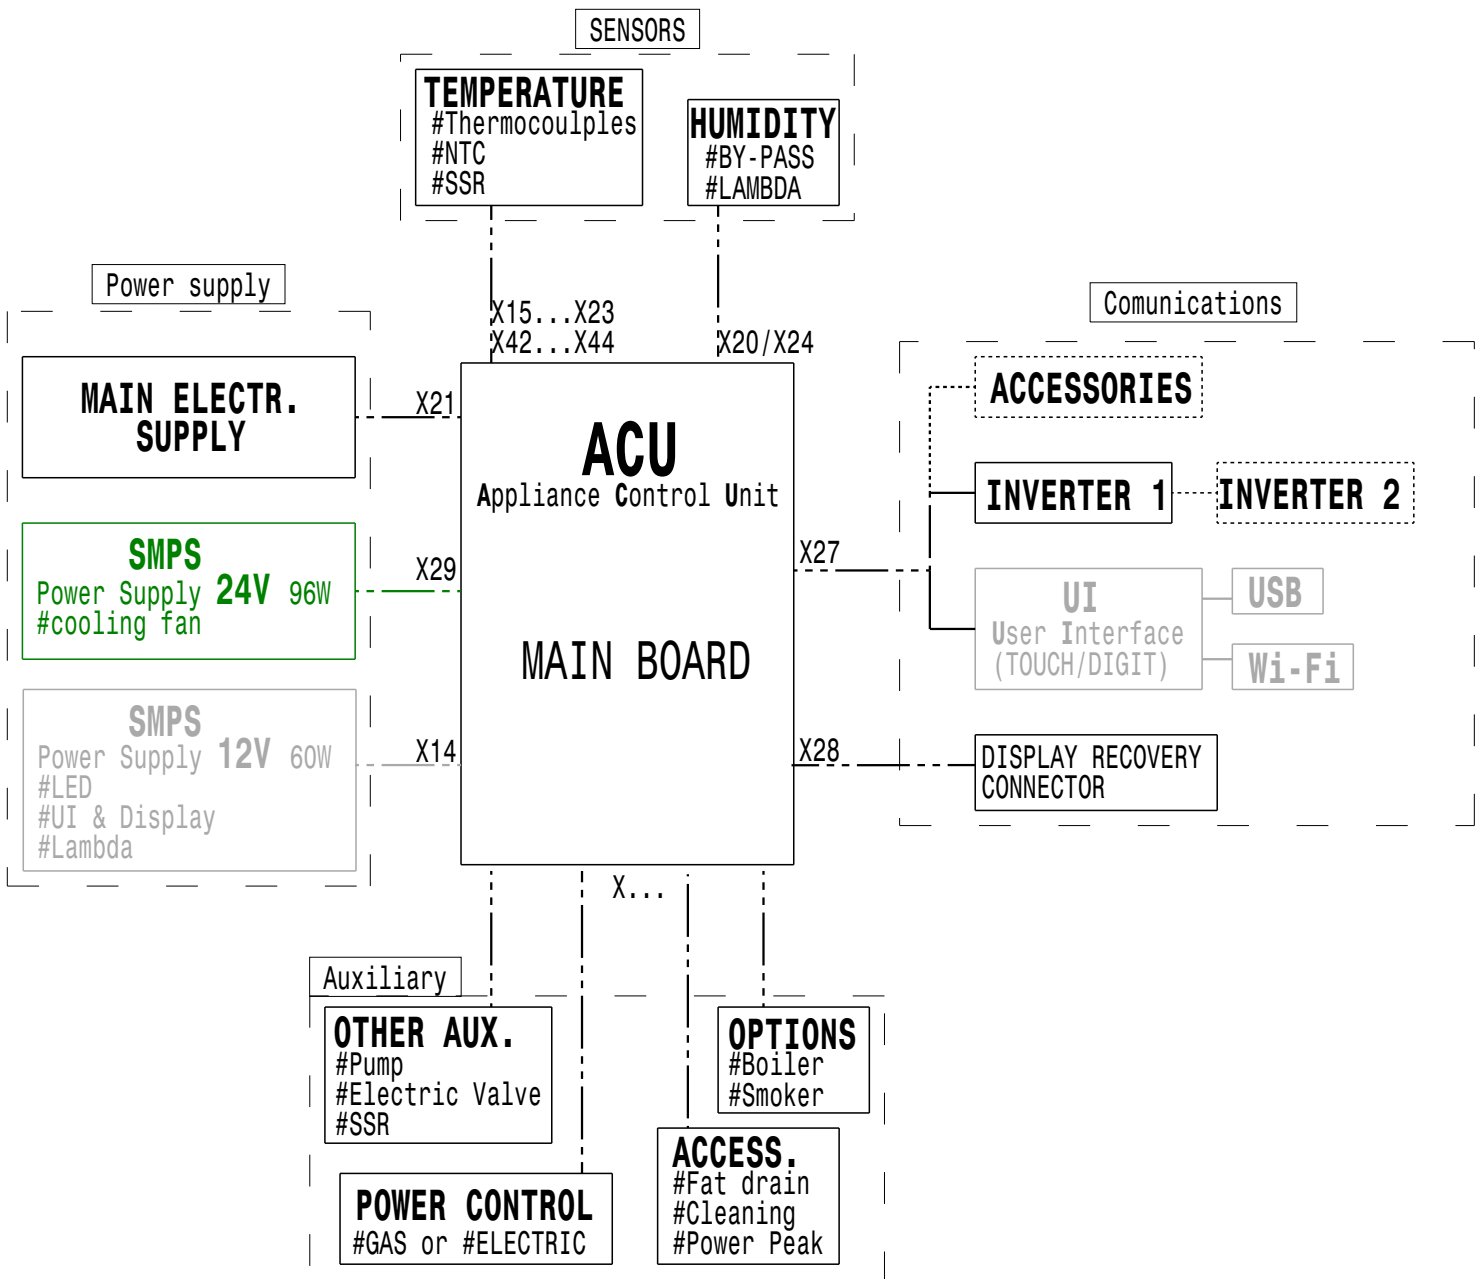 SENSORS
TEMPERATURE
#Thermocoulples
#NTC
#SSR
HUMIDITY
#BY-PASS
#LAMBDA
Power supply
Comunications
X15...X23
X42...X44
X20/X24
MAIN ELECTR.
SUPPLY
X21
SMPS
Power Supply 24V 96W
#cooling fan
X29
SMPS
Power Supply 12V 60W
#LED
#UI & Display
#Lambda
X14
ACU
Appliance Control Unit
MAIN BOARD
X27
X28
ACCESSORIES
INVERTER 1
INVERTER 2
UI
User Interface
(TOUCH/DIGIT)
USB
Wi-Fi
DISPLAY RECOVERY
CONNECTOR
X...
Auxiliary
OTHER AUX.
#Pump
#Electric Valve
#SSR
OPTIONS
#Boiler
#Smoker
POWER CONTROL
#GAS or #ELECTRIC
ACCESS.
#Fat drain
#Cleaning
#Power Peak